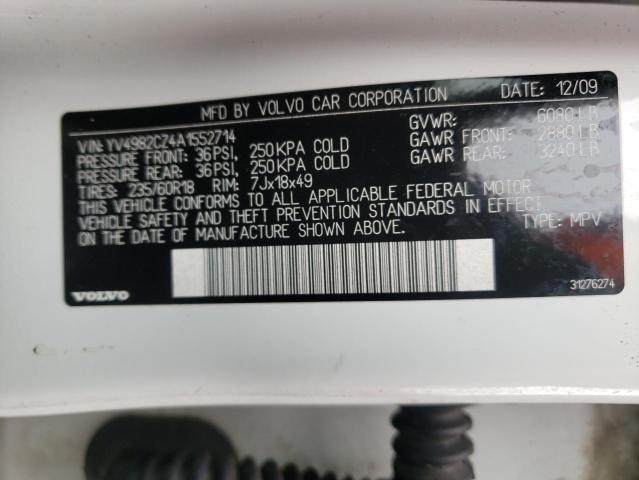 MFD BY VOLVO CAR CORPORATION DATE: 12/09
VIN: YV4982CZ4A1552714 GVWR: 6080 LB
PRESSURE FRONT: 36PSI, 250KPA COLD GAWR FRONT: 2880 LB
PRESSURE REAR: 36PSI, 250KPA COLD GAWR REAR: 3240 LB
TIRES: 235/60R18 RIM: 7Jx18x49
THIS VEHICLE CONFORMS TO ALL APPLICABLE FEDERAL MOTOR
VEHICLE SAFETY AND THEFT PREVENTION STANDARDS IN EFFECT
ON THE DATE OF MANUFACTURE SHOWN ABOVE. TYPE: MPV
VOLVO 31276274